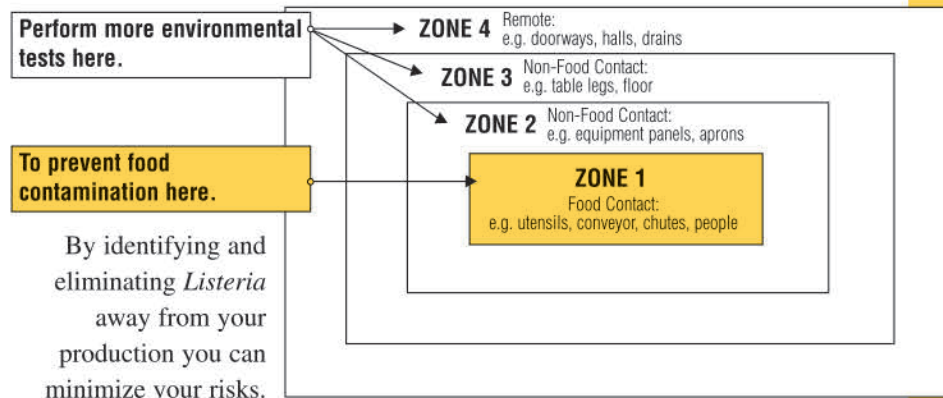 Perform more environmental
tests here.
ZONE 4 Remote:
e.g. doorways, halls, drains
ZONE 3 Non-Food Contact:
e.g. table legs, floor
ZONE 2 Non-Food Contact:
e.g. equipment panels, aprons
To prevent food
contamination here.
ZONE 1
Food Contact:
e.g. utensils, conveyor, chutes, people
By identifying and
eliminating Listeria
away from your
production you can
minimize your risks.